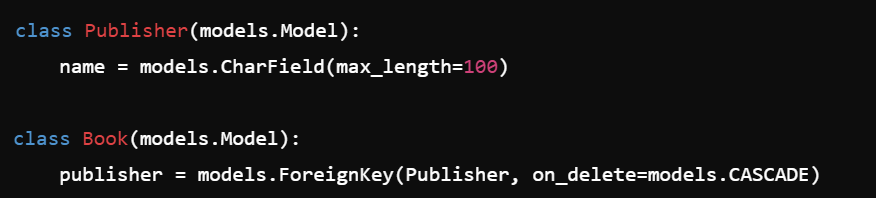 class Publisher(models.Model):
    name = models.CharField(max_length=100)
class Book(models.Model):
    publisher = models.ForeignKey(Publisher, on_delete=models.CASCADE)